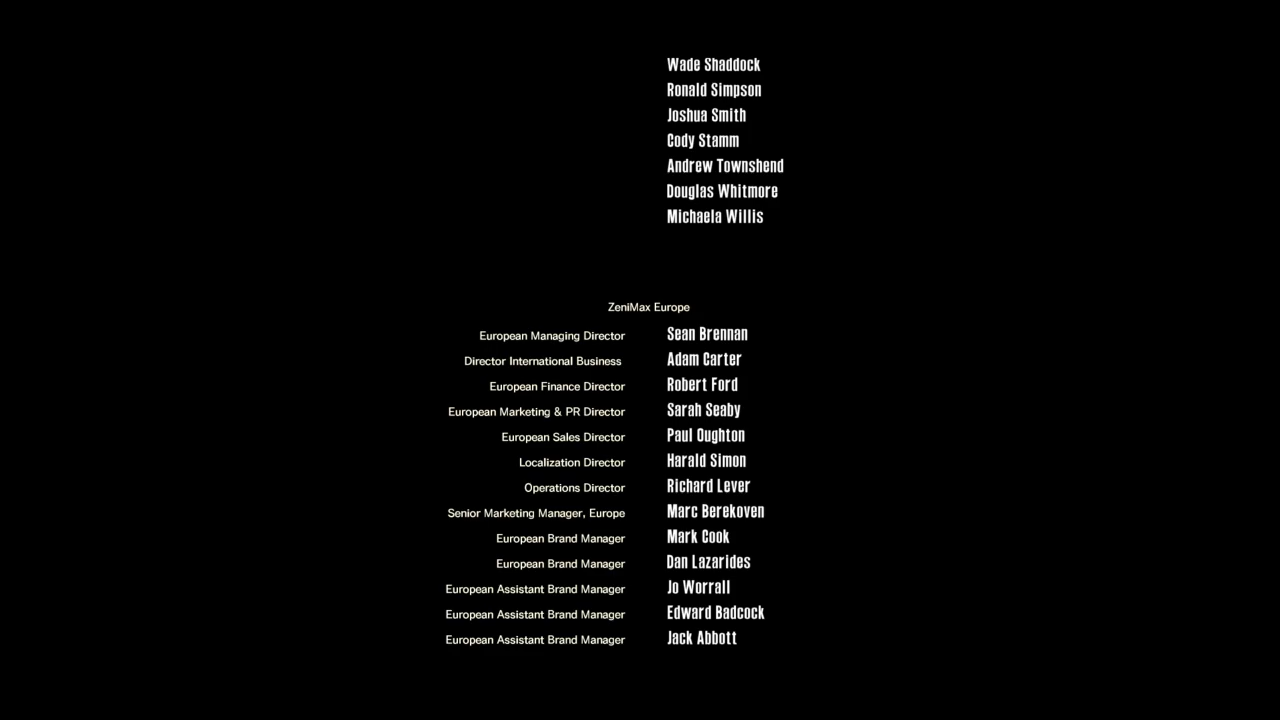 Wade Shaddock
Ronald Simpson
Joshua Smith
Cody Stamm
Andrew Townshend
Douglas Whitmore
Michaela Willis
ZeniMax Europe
European Managing Director Sean Brennan
Director International Business Adam Carter
European Finance Director Robert Ford
European Marketing & PR Director Sarah Seaby
European Sales Director Paul Oughton
Localization Director Harald Simon
Operations Director Richard Lever
Senior Marketing Manager, Europe Marc Berekoven
European Brand Manager Mark Cook
European Brand Manager Dan Lazarides
European Assistant Brand Manager Jo Worrall
European Assistant Brand Manager Edward Badcock
European Assistant Brand Manager Jack Abbott